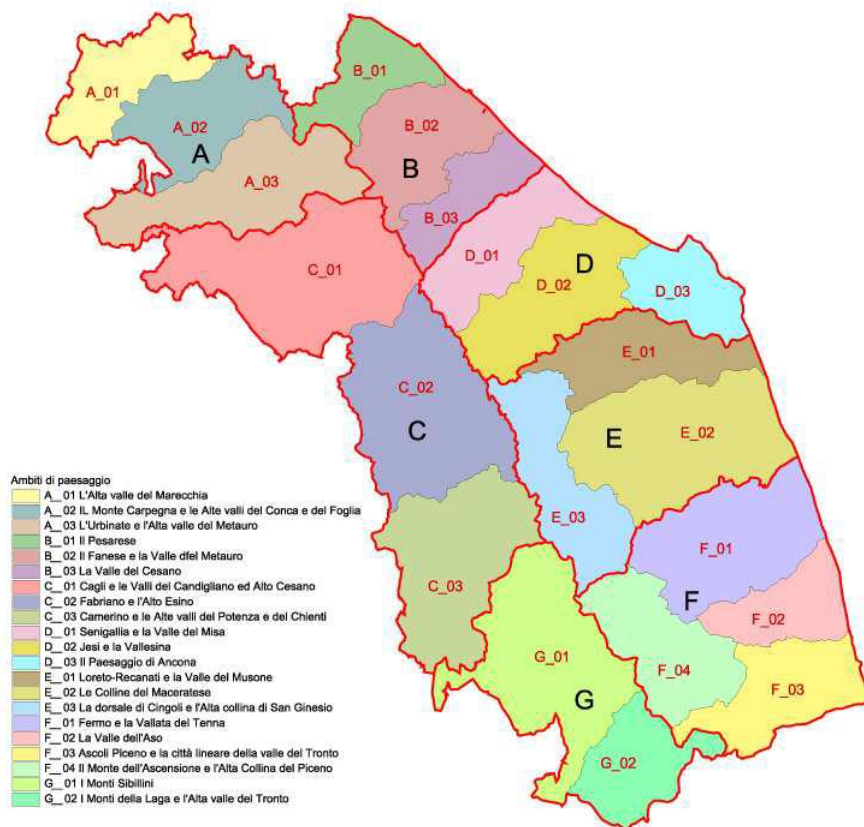 B_01
A_01
B_02
A_02
A
B
A_03
B_03
D_01
D
C_01
D_02
D_03
E_01
C_02
C
E
E_02
E_03
F_01
C_03
F
F_02
G_01
F_04
F_03
G
G_02
Ambiti di paesaggio
A__01 L'Alta valle del Marecchia
A__02 IL Monte Carpegna e le Alte valli del Conca e del Foglia
A__03 L'Urbinate e l'Alta valle del Metauro
B__01 Il Pesarese
B__02 Il Fanese e la Valle dfel Metauro
B__03 La Valle del Cesano
C__01 Cagli e le Valli del Candigliano ed Alto Cesano
C__02 Fabriano e l'Alto Esino
C__03 Camerino e le Alte valli del Potenza e del Chienti
D__01 Senigallia e la Valle del Misa
D__02 Jesi e la Vallesina
D__03 Il Paesaggio di Ancona
E__01 Loreto-Recanati e la Valle del Musone
E__02 Le Colline del Maceratese
E__03 La dorsale di Cingoli e l'Alta collina di San Ginesio
F__01 Fermo e la Vallata del Tenna
F__02 La Valle dell'Aso
F__03 Ascoli Piceno e la città lineare della valle del Tronto
F__04 Il Monte dell'Ascensione e l'Alta Collina del Piceno
G__01 I Monti Sibillini
G__02 I Monti della Laga e l'Alta valle del Tronto